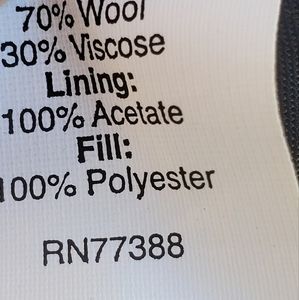 70% Wool
30% Viscose
Lining:
100% Acetate
Fill:
100% Polyester
RN77388